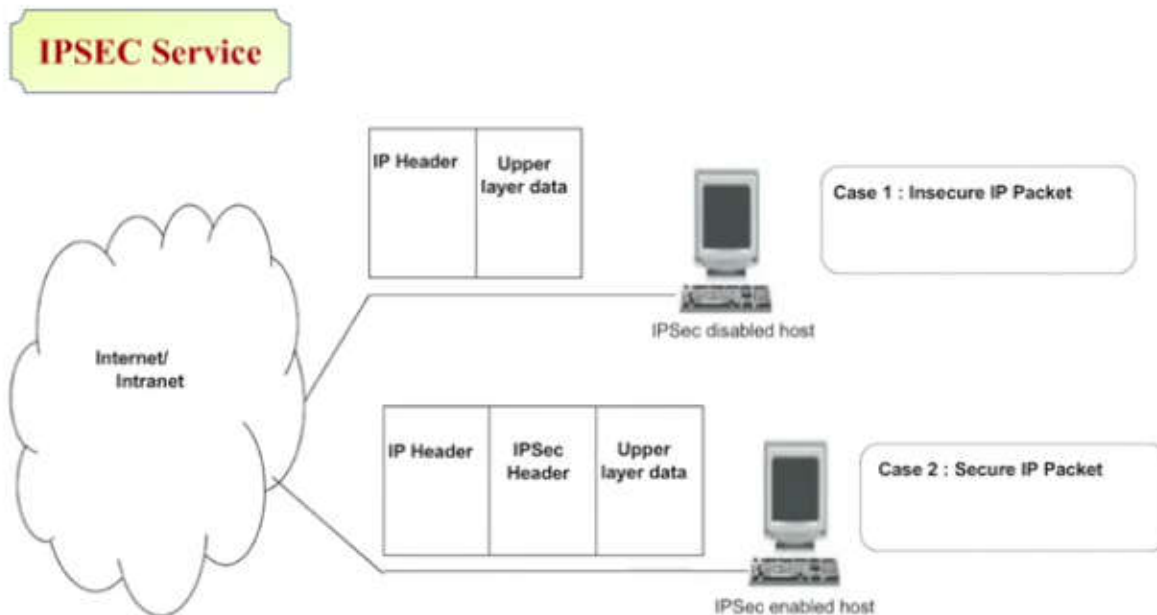 IPSEC Service
IP Header
Upper
layer data
Case 1 : Insecure IP Packet
IPSec disabled host
Internet/
Intranet
IP Header
IPSec
Header
Upper
layer data
Case 2 : Secure IP Packet
IPSec enabled host